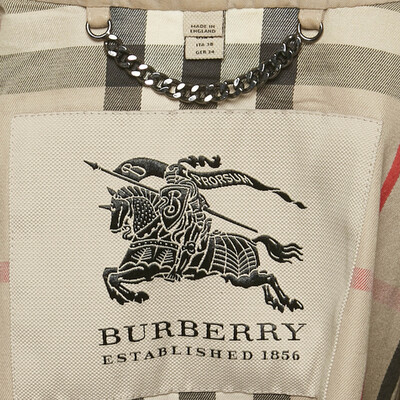 MADE IN
ENGLAND
ITA 38
GER 34
B PRORSUM
B
BURBERRY
ESTABLISHED 1856